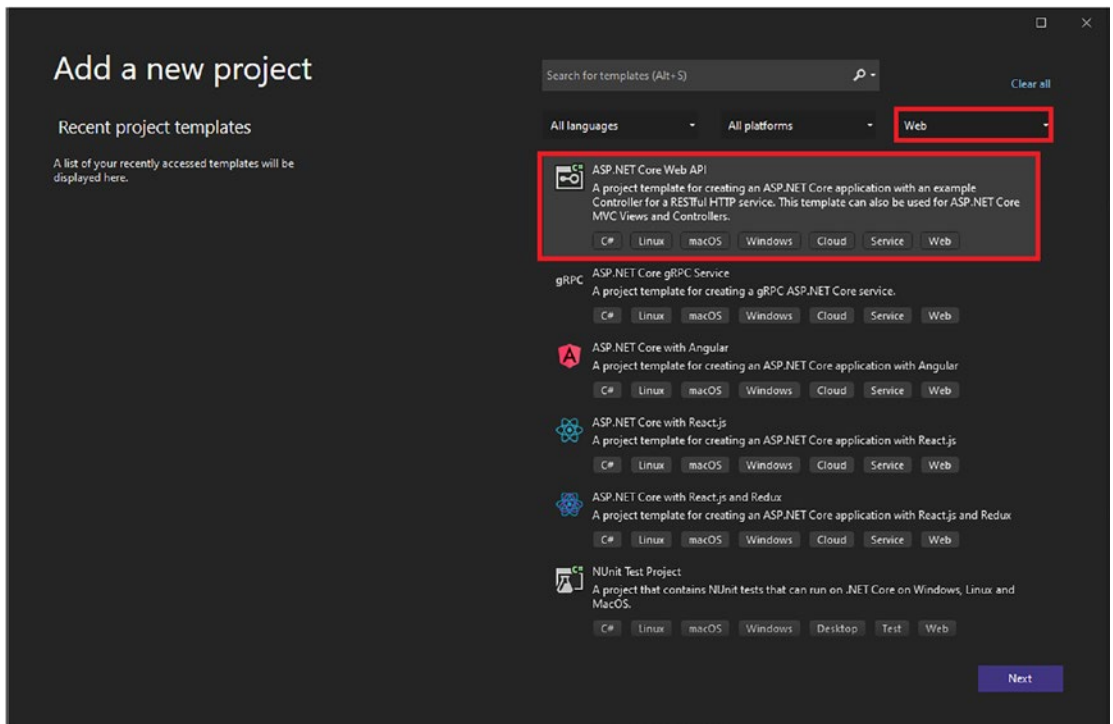 Add a new project
Recent project templates
A list of your recently accessed templates will be
displayed here.
Search for templates (Alt+S)
Clear all
All languages
All platforms
Web
ASP.NET Core Web API
A project template for creating an ASP.NET Core application with an example
Controller for a RESTful HTTP service. This template can also be used for ASP.NET Core
MVC Views and Controllers.
C# Linux macOS Windows Cloud Service Web
gRPC
ASP.NET Core gRPC Service
A project template for creating a gRPC ASP.NET Core service.
C# Linux macOS Windows Cloud Service Web
ASP.NET Core with Angular
A project template for creating an ASP.NET Core application with Angular
C# Linux macOS Windows Cloud Service Web
ASP.NET Core with React.js
A project template for creating an ASP.NET Core application with React.js
C# Linux macOS Windows Cloud Service Web
ASP.NET Core with React.js and Redux
A project template for creating an ASP.NET Core application with React.js and Redux
C# Linux macOS Windows Cloud Service Web
NUnit Test Project
A project that contains NUnit tests that can run on .NET Core on Windows, Linux and
MacOS.
C# Linux macOS Windows Desktop Test Web
Next